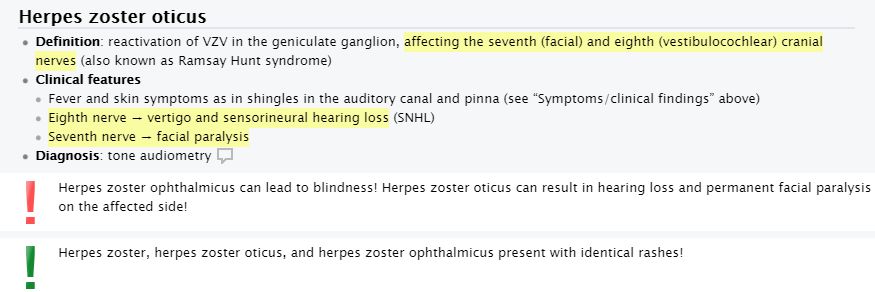 Herpes zoster oticus
Definition: reactivation of VZV in the geniculate ganglion, affecting the seventh (facial) and eighth (vestibulocochlear) cranial
nerves (also known as Ramsay Hunt syndrome)
Clinical features
Fever and skin symptoms as in shingles in the auditory canal and pinna (see “Symptoms/clinical findings” above)
Eighth nerve → vertigo and sensorineural hearing loss (SNHL)
Seventh nerve → facial paralysis
Diagnosis: tone audiometry
Herpes zoster ophthalmicus can lead to blindness! Herpes zoster oticus can result in hearing loss and permanent facial paralysis
on the affected side!
Herpes zoster, herpes zoster oticus, and herpes zoster ophthalmicus present with identical rashes!